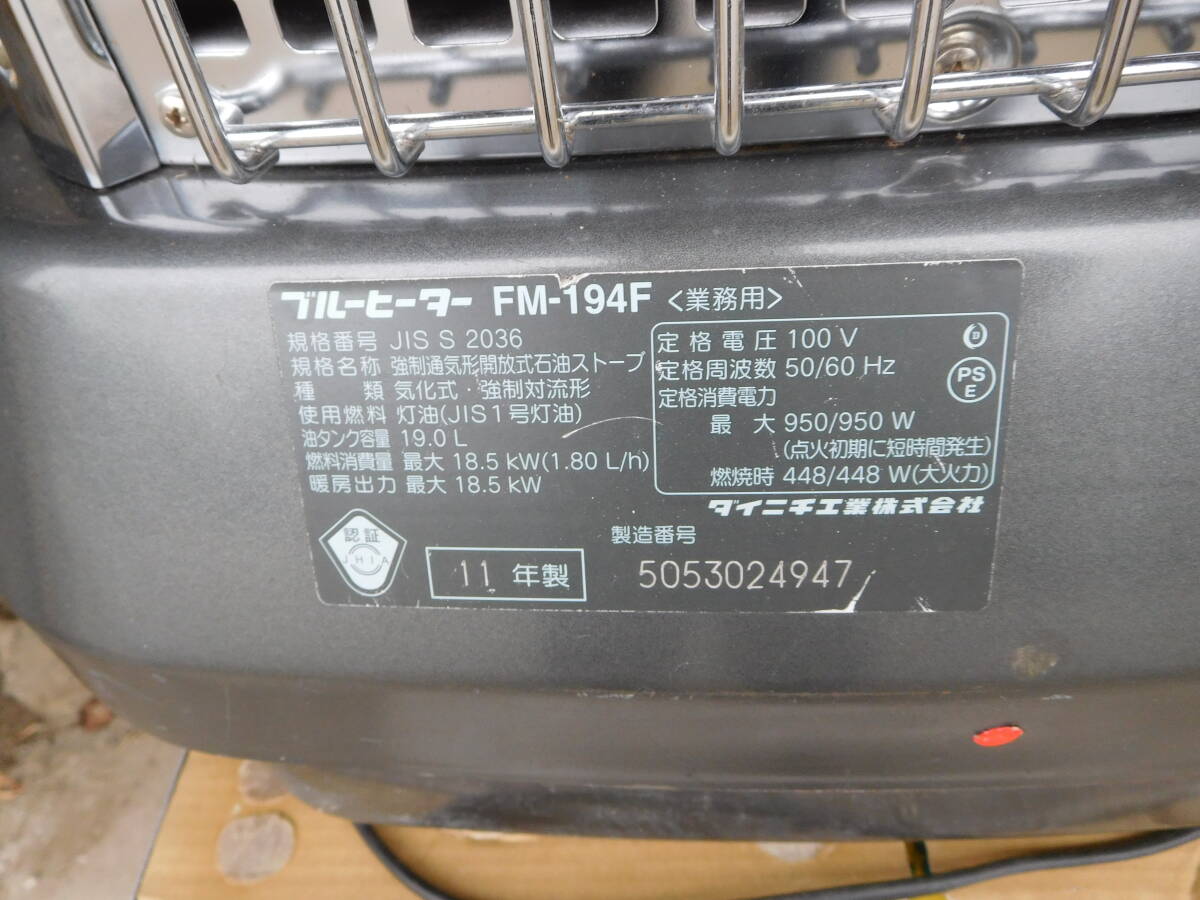 ブルーヒーター FM-194F <業務用>
規格番号 JIS S 2036
規格名称 強制通気形開放式石油ストーブ
種 類 気化式・強制対流形
使用燃料 灯油(JIS1号灯油)
油タンク容量 19.0 L
燃料消費量 最大 18.5 kW(1.80 L/h)
暖房出力 最大 18.5 kW
定格電圧 100 V
定格周波数 50/60 Hz
定格消費電力
最 大 950/950 W
(点火初期に短時間発生)
燃焼時 448/448 W(大火力)
PS
E
ダイニチ工業株式会社
認証
JHIA
11 年製
製造番号
5053024947